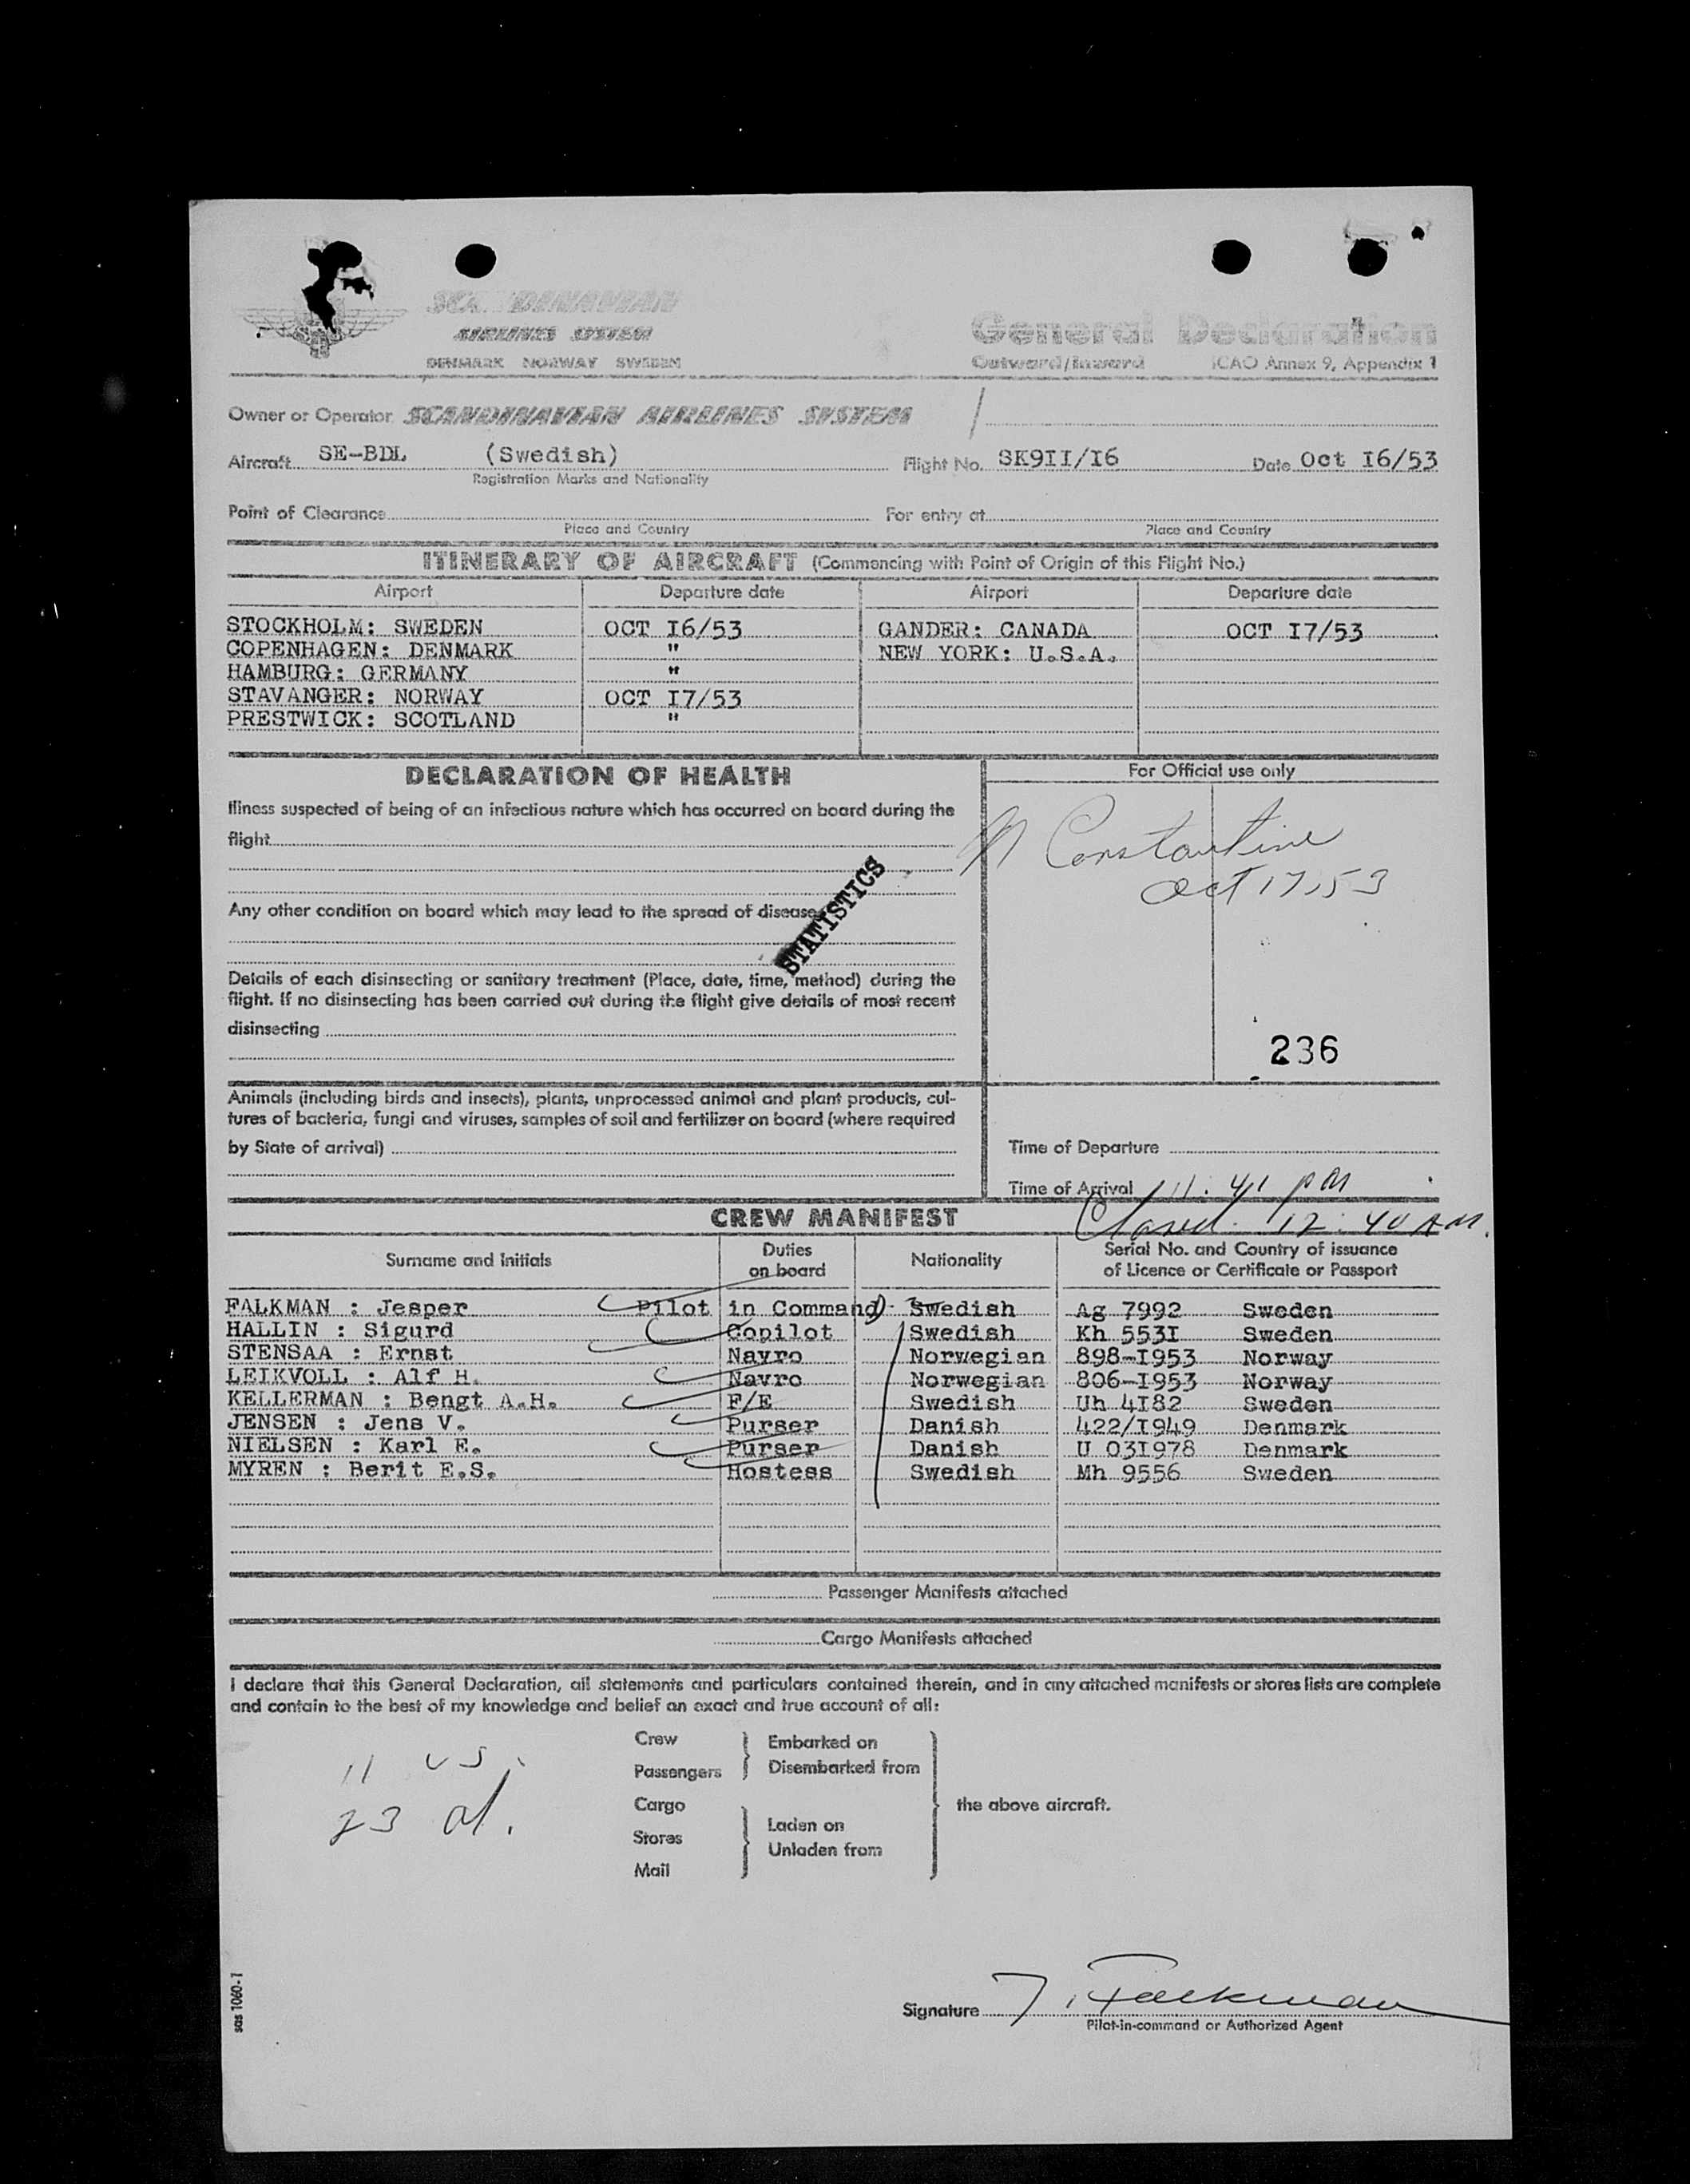 SCANDINAVIAN
AIRLINES SYSTEM
DENMARK NORWAY SWEDEN
General Declaration
Outward/Inward ICAO Annex 9, Appendix 1
Owner or Operator SCANDINAVIAN AIRLINES SYSTEM
Aircraft SE-BDL (Swedish) Flight No. SK9II/I6 Date Oct I6/53
Registration Marks and Nationality
Point of Clearance For entry at
Place and Country Place and Country
ITINERARY OF AIRCRAFT (Commencing with Point of Origin of this Flight No.)
Airport Departure date Airport Departure date
STOCKHOLM: SWEDEN OCT I6/53 GANDER: CANADA OCT I7/53
COPENHAGEN: DENMARK " NEW YORK: U.S.A.
HAMBURG: GERMANY "
STAVANGER: NORWAY OCT I7/53
PRESTWICK: SCOTLAND "
DECLARATION OF HEALTH
For Official use only
Illness suspected of being of an infectious nature which has occurred on board during the
flight
Constantine
Oct 17, 53
STATISTICS
Any other condition on board which may lead to the spread of disease
Details of each disinsecting or sanitary treatment (Place, date, time, method) during the
flight. If no disinsecting has been carried out during the flight give details of most recent
disinsecting
236
Animals (including birds and insects), plants, unprocessed animal and plant products, cul-
tures of bacteria, fungi and viruses, samples of soil and fertilizer on board (where required
by State of arrival)
Time of Departure
Time of Arrival 11:41 PM
Closed 12:40 AM.
CREW MANIFEST
Surname and Initials Duties on board Nationality Serial No. and Country of issuance of Licence or Certificate or Passport
FALKMAN : Jesper Pilot in Command Swedish Ag 7992 Sweden
HALLIN : Sigurd Copilot Swedish Kh 553I Sweden
STENSAA : Ernst Navro Norwegian 898-I953 Norway
LEIKVOLL : Alf H. Navro Norwegian 806-I953 Norway
KELLERMAN : Bengt A.H. F/E Swedish Uh 4I82 Sweden
JENSEN : Jens V. Purser Danish 422/I949 Denmark
NIELSEN : Karl E. Purser Danish U 03I978 Denmark
MYREN : Berit E.S. Hostess Swedish Mh 9556 Sweden
Passenger Manifests attached
Cargo Manifests attached
I declare that this General Declaration, all statements and particulars contained therein, and in any attached manifests or stores lists are complete
and contain to the best of my knowledge and belief an exact and true account of all:
11 US.
23 al.
Crew
Passengers
Embarked on
Disembarked from
Cargo
Stores
Mail
Laden on
Unladen from
the above aircraft.
Signature J. Falkman
Pilot-in-command or Authorized Agent
sas 1060-1